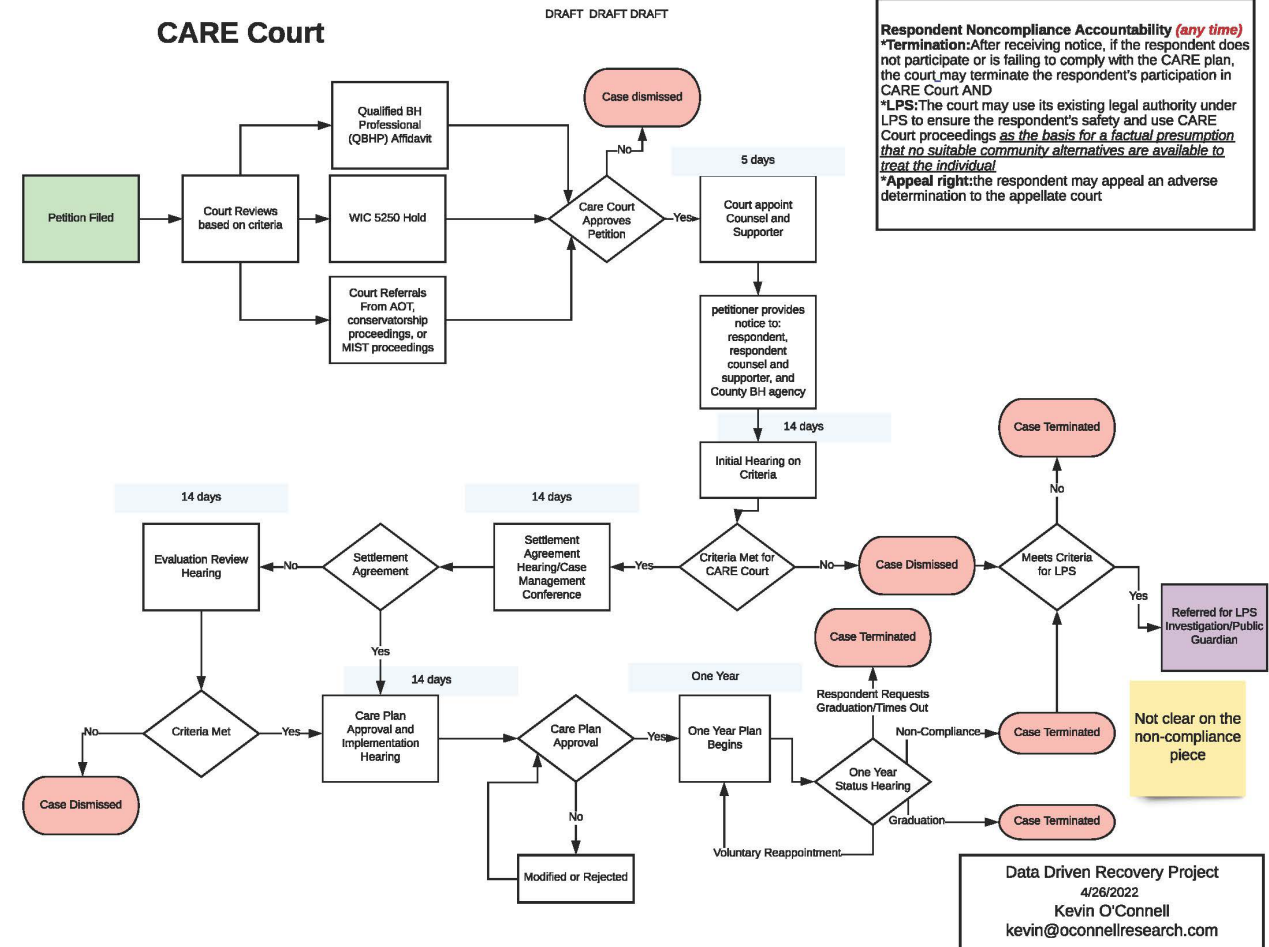 DRAFT DRAFT DRAFT
CARE Court
Respondent Noncompliance Accountability (any time)
*Termination:After receiving notice, if the respondent does
not participate or is failing to comply with the CARE plan,
the court may terminate the respondent's participation in
CARE Court AND
*LPS:The court may use its existing legal authority under
LPS to ensure the respondent's safety and use CARE
Court proceedings as the basis for a factual presumption
that no suitable community alternatives are available to
treat the individual
*Appeal right:the respondent may appeal an adverse
determination to the appellate court
Petition Filed
Court Reviews
based on criteria
Qualified BH
Professional
(QBHP) Affidavit
WIC 5250 Hold
Court Referrals
From AOT,
conservatorship
proceedings, or
MIST proceedings
Care Court
Approves
Petition
No
Case dismissed
Yes
5 days
Court appoint
Counsel and
Supporter
petitioner provides
notice to:
respondent,
respondent
counsel and
supporter, and
County BH agency
14 days
Initial Hearing on
Criteria
Criteria Met for
CARE Court
No
Case Dismissed
Meets Criteria
for LPS
No
Case Terminated
Yes
Referred for LPS
Investigation/Public
Guardian
Yes
14 days
Settlement
Agreement
Hearing/Case
Management
Conference
Settlement
Agreement
No
14 days
Evaluation Review
Hearing
Criteria Met
No
Case Dismissed
Yes
Yes
14 days
Care Plan
Approval and
Implementation
Hearing
Care Plan
Approval
No
Modified or Rejected
Yes
One Year
One Year Plan
Begins
One Year
Status Hearing
Respondent Requests
Graduation/Times Out
Case Terminated
Non-Compliance
Case Terminated
Graduation
Case Terminated
Voluntary Reappointment
Not clear on the
non-compliance
piece
Data Driven Recovery Project
4/26/2022
Kevin O'Connell
kevin@oconnellresearch.com